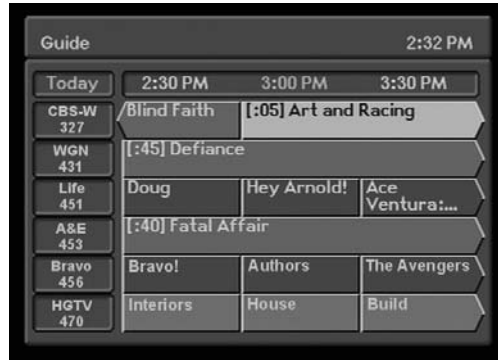 Guide 2:32 PM
Today 2:30 PM 3:00 PM 3:30 PM
CBS-W Blind Faith [:05] Art and Racing
327
WGN [:45] Defiance
431
Life Doug Hey Arnold! Ace
451 Ventura:...
A&E [:40] Fatal Affair
453
Bravo Bravo! Authors The Avengers
456
HGTV Interiors House Build
470